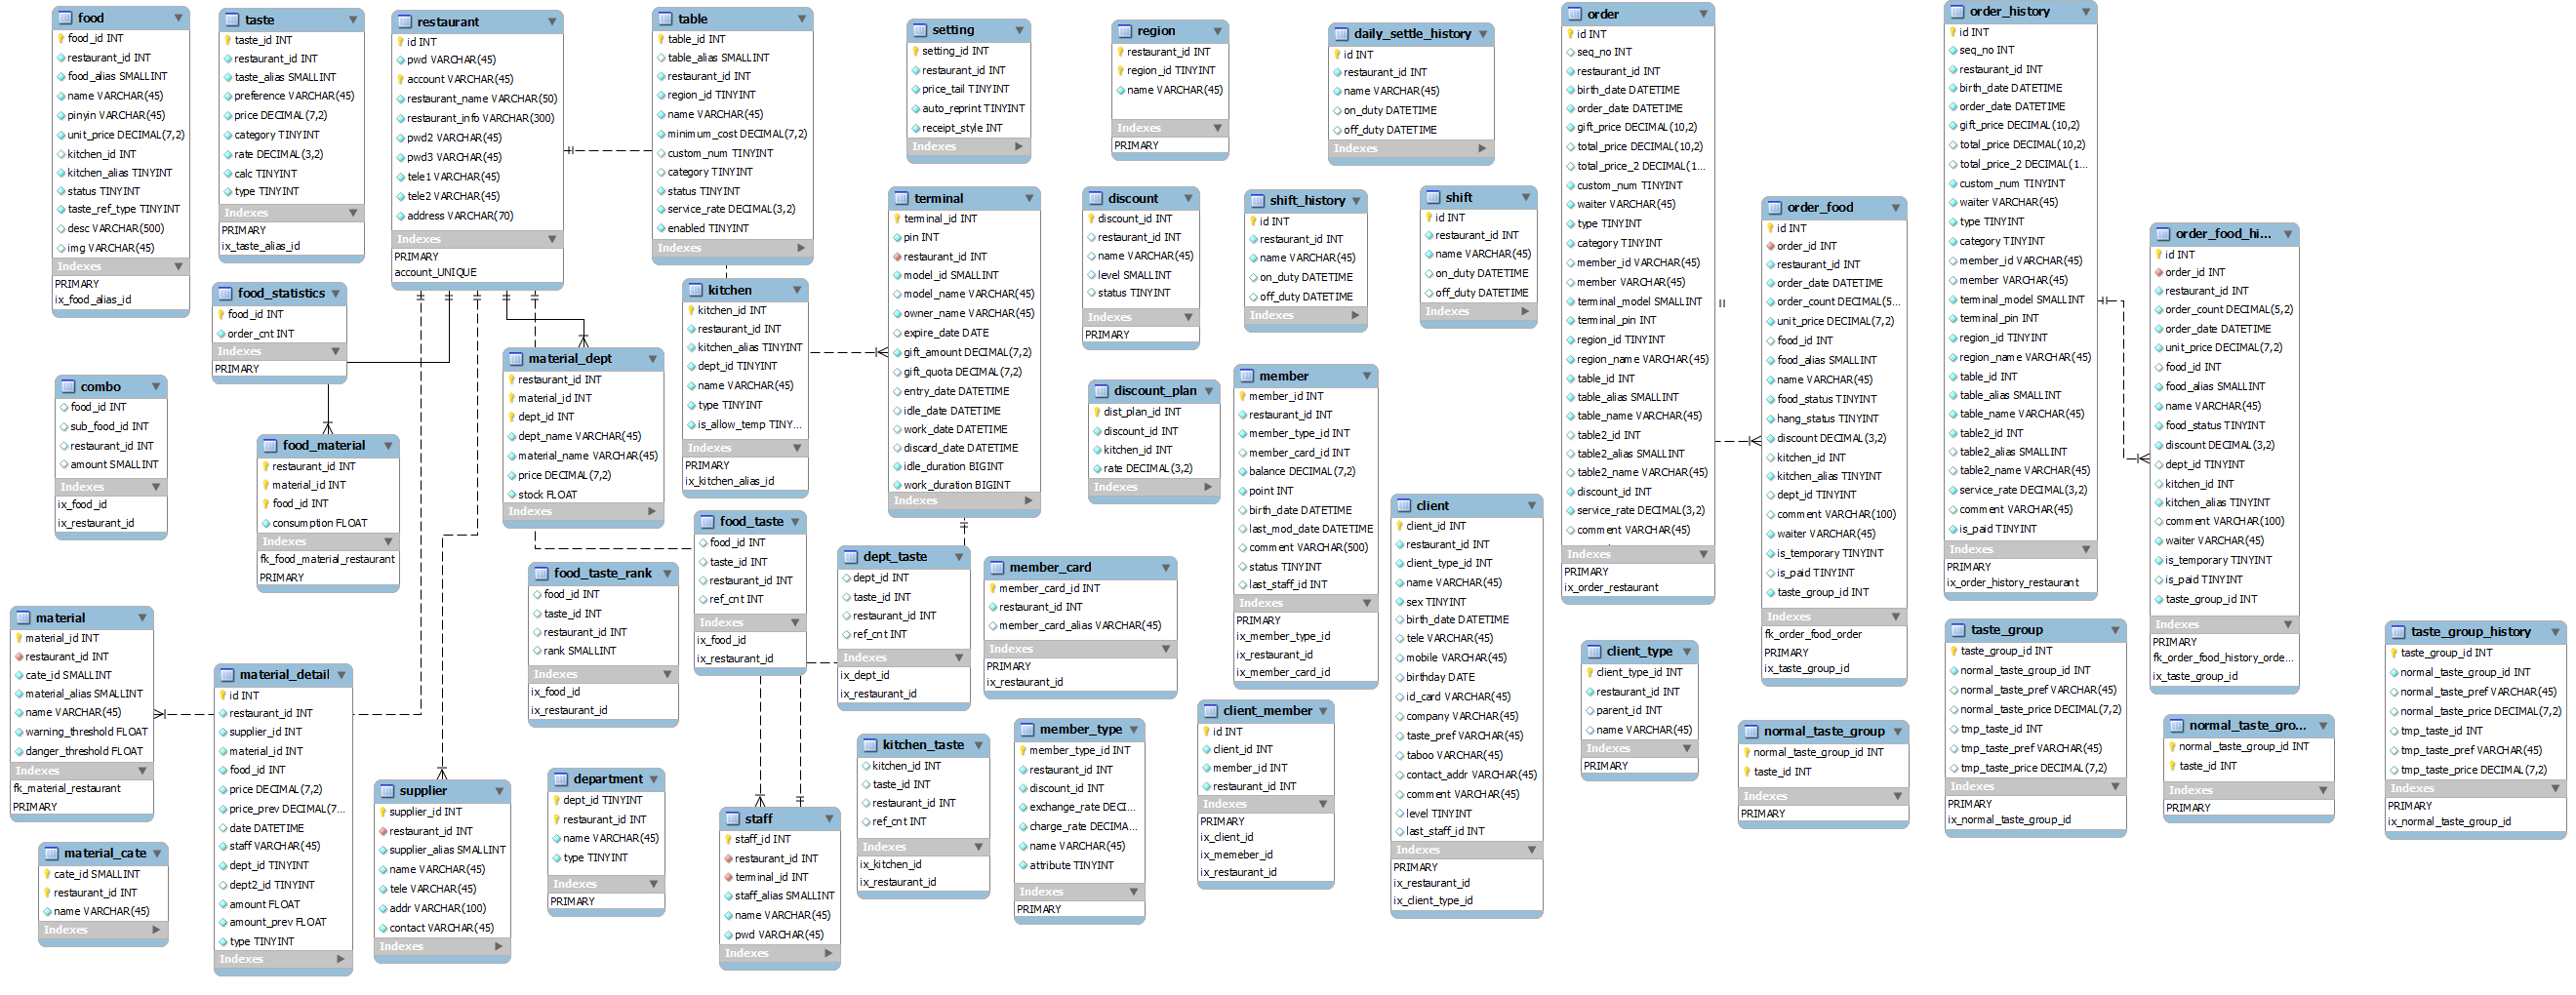 food
food_id INT
restaurant_id INT
food_alias SMALLINT
name VARCHAR(45)
pinyin VARCHAR(45)
unit_price DECIMAL(7,2)
kitchen_id INT
kitchen_alias TINYINT
status TINYINT
taste_ref_type TINYINT
desc VARCHAR(500)
img VARCHAR(45)
Indexes
PRIMARY
ix_food_alias_id
taste
taste_id INT
restaurant_id INT
taste_alias SMALLINT
preference VARCHAR(45)
price DECIMAL(7,2)
category TINYINT
rate DECIMAL(3,2)
calc TINYINT
type TINYINT
Indexes
PRIMARY
ix_taste_alias_id
restaurant
id INT
pwd VARCHAR(45)
account VARCHAR(45)
restaurant_name VARCHAR(50)
restaurant_info VARCHAR(300)
pwd2 VARCHAR(45)
pwd3 VARCHAR(45)
tele1 VARCHAR(45)
tele2 VARCHAR(45)
address VARCHAR(70)
Indexes
PRIMARY
account_UNIQUE
table
table_id INT
table_alias SMALLINT
restaurant_id INT
region_id TINYINT
name VARCHAR(45)
minimum_cost DECIMAL(7,2)
custom_num TINYINT
category TINYINT
status TINYINT
service_rate DECIMAL(3,2)
enabled TINYINT
Indexes
setting
setting_id INT
restaurant_id INT
price_tail TINYINT
auto_reprint TINYINT
receipt_style INT
Indexes
region
restaurant_id INT
region_id TINYINT
name VARCHAR(45)
Indexes
PRIMARY
daily_settle_history
id INT
restaurant_id INT
name VARCHAR(45)
on_duty DATETIME
off_duty DATETIME
Indexes
order
id INT
seq_no INT
restaurant_id INT
birth_date DATETIME
order_date DATETIME
gift_price DECIMAL(10,2)
total_price DECIMAL(10,2)
total_price_2 DECIMAL(1...
custom_num TINYINT
waiter VARCHAR(45)
type TINYINT
category TINYINT
member_id VARCHAR(45)
member VARCHAR(45)
terminal_model SMALLINT
terminal_pin INT
region_id TINYINT
region_name VARCHAR(45)
table_id INT
table_alias SMALLINT
table_name VARCHAR(45)
table2_id INT
table2_alias SMALLINT
table2_name VARCHAR(45)
discount_id INT
service_rate DECIMAL(3,2)
comment VARCHAR(45)
Indexes
PRIMARY
ix_order_restaurant
order_history
id INT
seq_no INT
restaurant_id INT
birth_date DATETIME
order_date DATETIME
gift_price DECIMAL(10,2)
total_price DECIMAL(10,2)
total_price_2 DECIMAL(1...
custom_num TINYINT
waiter VARCHAR(45)
type TINYINT
category TINYINT
member_id VARCHAR(45)
member VARCHAR(45)
terminal_model SMALLINT
terminal_pin INT
region_id TINYINT
region_name VARCHAR(45)
table_id INT
table_alias SMALLINT
table_name VARCHAR(45)
table2_id INT
table2_alias SMALLINT
table2_name VARCHAR(45)
service_rate DECIMAL(3,2)
comment VARCHAR(45)
is_paid TINYINT
Indexes
PRIMARY
ix_order_history_restaurant
terminal
terminal_id INT
pin INT
restaurant_id INT
model_id SMALLINT
model_name VARCHAR(45)
owner_name VARCHAR(45)
expire_date DATE
gift_amount DECIMAL(7,2)
gift_quota DECIMAL(7,2)
entry_date DATETIME
idle_date DATETIME
work_date DATETIME
discard_date DATETIME
idle_duration BIGINT
work_duration BIGINT
Indexes
discount
discount_id INT
restaurant_id INT
name VARCHAR(45)
level SMALLINT
status TINYINT
Indexes
PRIMARY
shift_history
id INT
restaurant_id INT
name VARCHAR(45)
on_duty DATETIME
off_duty DATETIME
Indexes
shift
id INT
restaurant_id INT
name VARCHAR(45)
on_duty DATETIME
off_duty DATETIME
Indexes
order_food
id INT
order_id INT
restaurant_id INT
order_date DATETIME
order_count DECIMAL(5...
unit_price DECIMAL(7,2)
food_id INT
food_alias SMALLINT
name VARCHAR(45)
food_status TINYINT
hang_status TINYINT
discount DECIMAL(3,2)
kitchen_id INT
kitchen_alias TINYINT
dept_id TINYINT
comment VARCHAR(100)
waiter VARCHAR(45)
is_temporary TINYINT
is_paid TINYINT
taste_group_id INT
Indexes
fk_order_food_order
PRIMARY
ix_taste_group_id
order_food_hi...
id INT
order_id INT
restaurant_id INT
order_count DECIMAL(5,2)
order_date DATETIME
unit_price DECIMAL(7,2)
food_id INT
food_alias SMALLINT
name VARCHAR(45)
food_status TINYINT
discount DECIMAL(3,2)
dept_id TINYINT
kitchen_id INT
kitchen_alias TINYINT
comment VARCHAR(100)
waiter VARCHAR(45)
is_temporary TINYINT
is_paid TINYINT
taste_group_id INT
Indexes
PRIMARY
fk_order_food_history_orde...
ix_taste_group_id
food_statistics
food_id INT
order_cnt INT
Indexes
PRIMARY
kitchen
kitchen_id INT
restaurant_id INT
kitchen_alias TINYINT
dept_id TINYINT
name VARCHAR(45)
type TINYINT
is_allow_temp TINY...
Indexes
PRIMARY
ix_kitchen_alias_id
material_dept
restaurant_id INT
material_id INT
dept_id INT
dept_name VARCHAR(45)
material_name VARCHAR(45)
price DECIMAL(7,2)
stock FLOAT
Indexes
combo
food_id INT
sub_food_id INT
restaurant_id INT
amount SMALLINT
Indexes
ix_food_id
ix_restaurant_id
food_material
restaurant_id INT
material_id INT
food_id INT
consumption FLOAT
Indexes
fk_food_material_restaurant
PRIMARY
discount_plan
dist_plan_id INT
discount_id INT
kitchen_id INT
rate DECIMAL(3,2)
Indexes
member
member_id INT
restaurant_id INT
member_type_id INT
member_card_id INT
balance DECIMAL(7,2)
point INT
birth_date DATETIME
last_mod_date DATETIME
comment VARCHAR(500)
status TINYINT
last_staff_id INT
Indexes
PRIMARY
ix_member_type_id
ix_restaurant_id
ix_member_card_id
client
client_id INT
restaurant_id INT
client_type_id INT
name VARCHAR(45)
sex TINYINT
birth_date DATETIME
tele VARCHAR(45)
mobile VARCHAR(45)
birthday DATE
id_card VARCHAR(45)
company VARCHAR(45)
taste_pref VARCHAR(45)
taboo VARCHAR(45)
contact_addr VARCHAR(45)
comment VARCHAR(45)
level TINYINT
last_staff_id INT
Indexes
PRIMARY
ix_restaurant_id
ix_client_type_id
food_taste
food_id INT
taste_id INT
restaurant_id INT
ref_cnt INT
Indexes
ix_food_id
ix_restaurant_id
food_taste_rank
food_id INT
taste_id INT
restaurant_id INT
rank SMALLINT
Indexes
ix_food_id
ix_restaurant_id
dept_taste
dept_id INT
taste_id INT
restaurant_id INT
ref_cnt INT
Indexes
ix_dept_id
ix_restaurant_id
member_card
member_card_id INT
restaurant_id INT
member_card_alias VARCHAR(45)
Indexes
PRIMARY
ix_restaurant_id
material
material_id INT
restaurant_id INT
cate_id SMALLINT
material_alias SMALLINT
name VARCHAR(45)
warning_threshold FLOAT
danger_threshold FLOAT
Indexes
fk_material_restaurant
PRIMARY
material_detail
id INT
restaurant_id INT
supplier_id INT
material_id INT
food_id INT
price DECIMAL(7,2)
price_prev DECIMAL(7...
date DATETIME
staff VARCHAR(45)
dept_id TINYINT
dept2_id TINYINT
amount FLOAT
amount_prev FLOAT
type TINYINT
Indexes
material_cate
cate_id SMALLINT
restaurant_id INT
name VARCHAR(45)
Indexes
supplier
supplier_id INT
restaurant_id INT
supplier_alias SMALLINT
name VARCHAR(45)
tele VARCHAR(45)
addr VARCHAR(100)
contact VARCHAR(45)
Indexes
department
dept_id TINYINT
restaurant_id INT
name VARCHAR(45)
type TINYINT
Indexes
PRIMARY
staff
staff_id INT
restaurant_id INT
terminal_id INT
staff_alias SMALLINT
name VARCHAR(45)
pwd VARCHAR(45)
Indexes
kitchen_taste
kitchen_id INT
taste_id INT
restaurant_id INT
ref_cnt INT
Indexes
ix_kitchen_id
ix_restaurant_id
member_type
member_type_id INT
restaurant_id INT
discount_id INT
exchange_rate DECI...
charge_rate DECIMA...
name VARCHAR(45)
attribute TINYINT
Indexes
PRIMARY
client_member
id INT
client_id INT
member_id INT
restaurant_id INT
Indexes
PRIMARY
ix_client_id
ix_memeber_id
ix_restaurant_id
client_type
client_type_id INT
restaurant_id INT
parent_id INT
name VARCHAR(45)
Indexes
PRIMARY
normal_taste_group
normal_taste_group_id INT
taste_id INT
Indexes
PRIMARY
taste_group
taste_group_id INT
normal_taste_group_id INT
normal_taste_pref VARCHAR(45)
normal_taste_price DECIMAL(7,2)
tmp_taste_id INT
tmp_taste_pref VARCHAR(45)
tmp_taste_price DECIMAL(7,2)
Indexes
PRIMARY
ix_normal_taste_group_id
normal_taste_gro...
normal_taste_group_id INT
taste_id INT
Indexes
PRIMARY
taste_group_history
taste_group_id INT
normal_taste_group_id INT
normal_taste_pref VARCHAR(45)
normal_taste_price DECIMAL(7,2)
tmp_taste_id INT
tmp_taste_pref VARCHAR(45)
tmp_taste_price DECIMAL(7,2)
Indexes
PRIMARY
ix_normal_taste_group_id